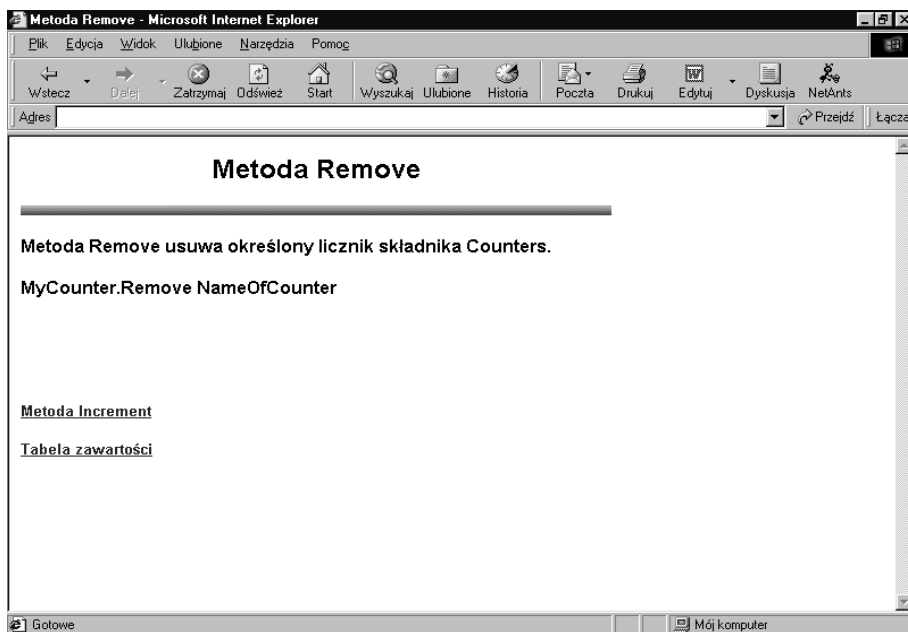 Metoda Remove - Microsoft Internet Explorer
Plik Edycja Widok Ulubione Narzędzia Pomoc
Wstecz Dalej Zatrzymaj Odśwież Start Wyszukaj Ulubione Historia Poczta Drukuj Edytuj Dyskusja NetAnts
Adres Przejdź Łącza
Metoda Remove
Metoda Remove usuwa określony licznik składnika Counters.
MyCounter.Remove NameOfCounter
Metoda Increment
Tabela zawartości
Gotowe Mój komputer